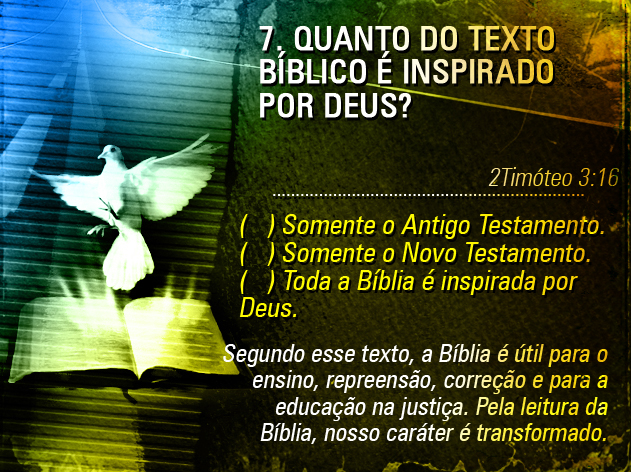 7. QUANTO DO TEXTO
BÍBLICO É INSPIRADO
POR DEUS?
2Timóteo 3:16
(   ) Somente o Antigo Testamento.
(   ) Somente o Novo Testamento.
(   ) Toda a Bíblia é inspirada por
Deus.
Segundo esse texto, a Bíblia é útil para o
ensino, repreensão, correção e para a
educação na justiça. Pela leitura da
Bíblia, nosso caráter é transformado.